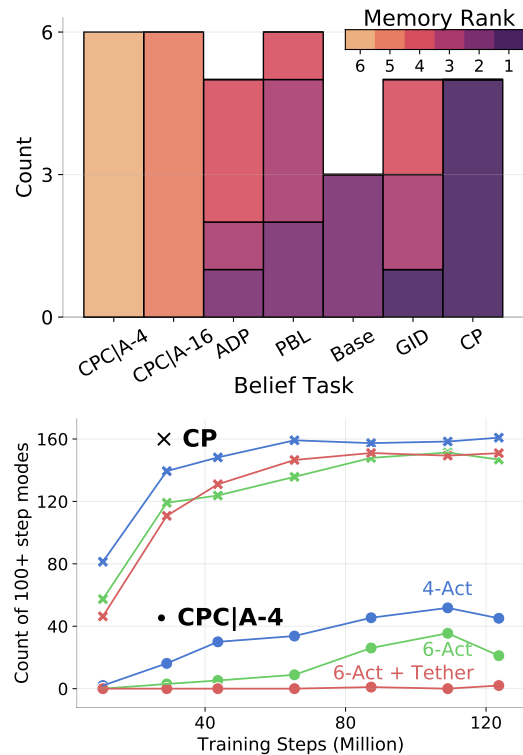 Memory Rank
6 5 4 3 2 1
6
3
0
Count
CPC|A-4 CPC|A-16 ADP PBL Base GID CP
Belief Task
160
120
80
40
0
Count of 100+ step modes
CP
CPC|A-4
4-Act
6-Act
6-Act + Tether
40 80 120
Training Steps (Million)